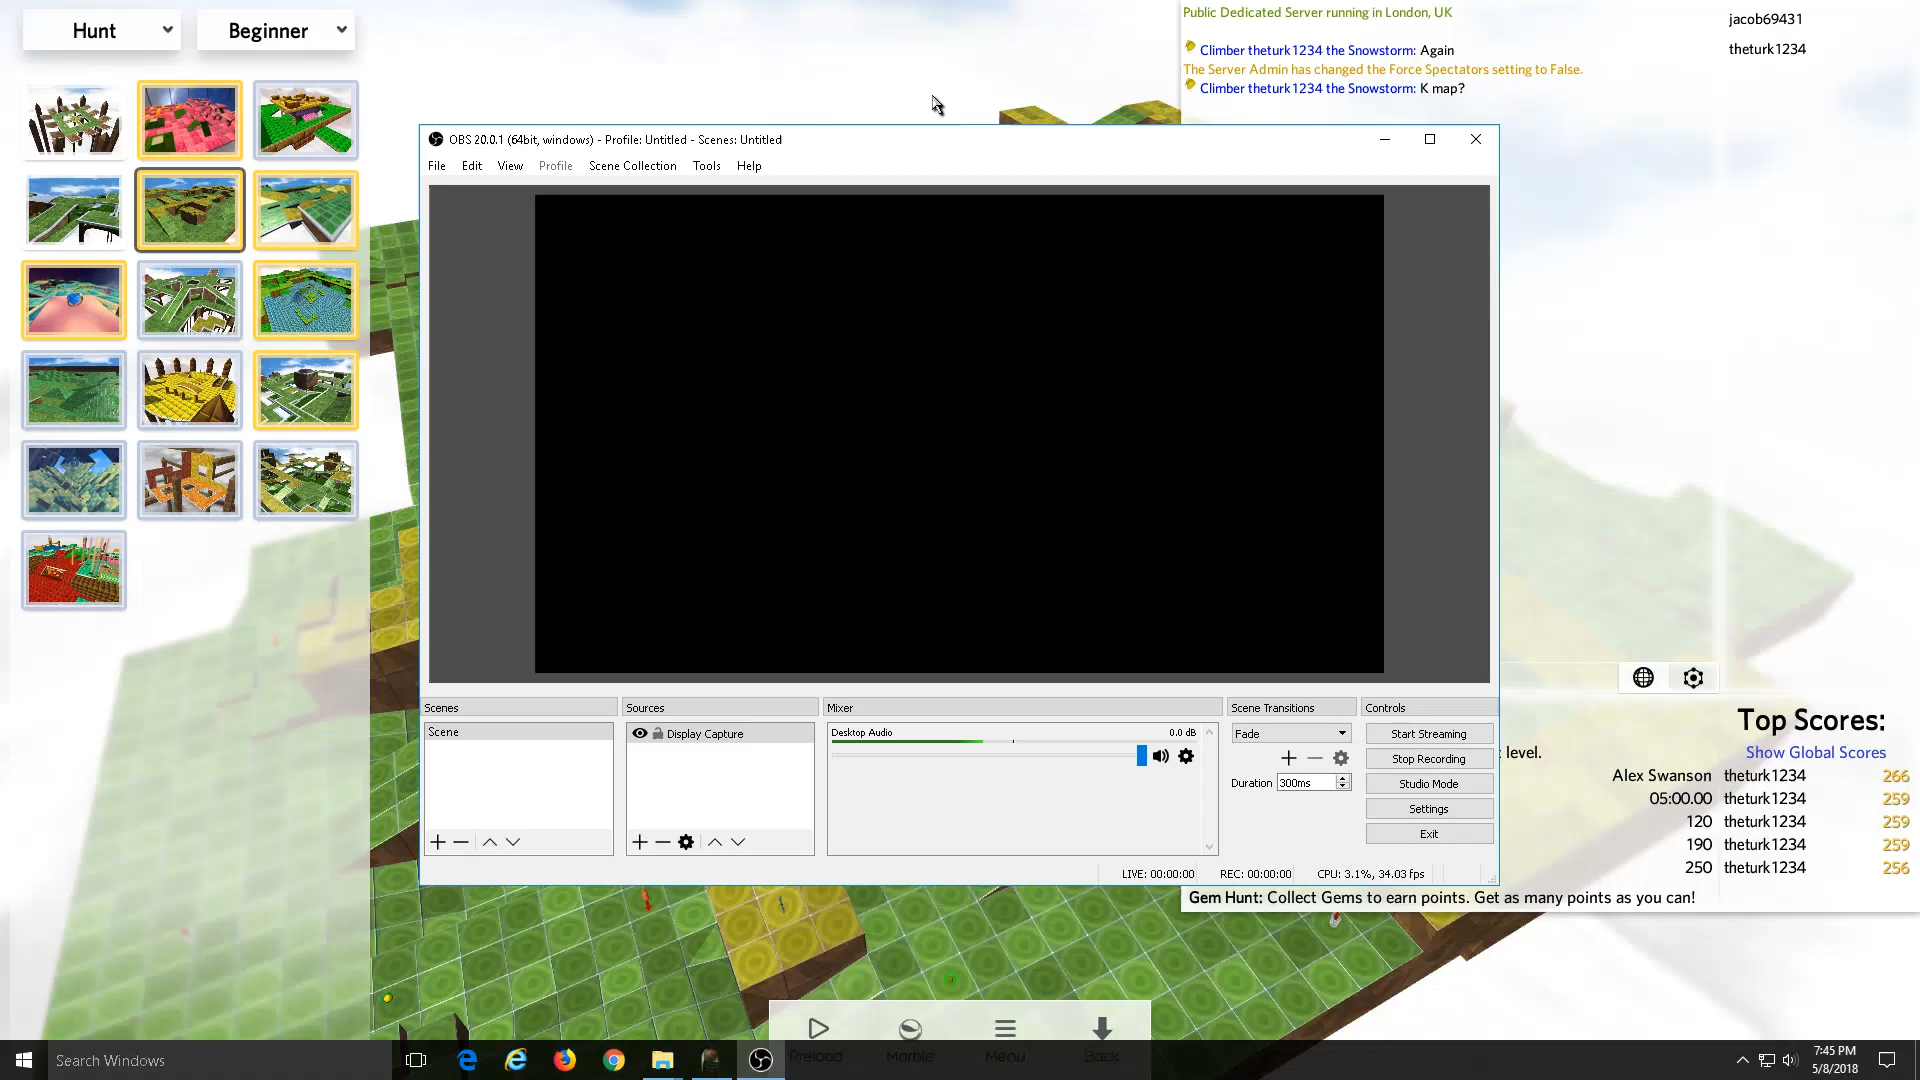 Hunt
Beginner
Public Dedicated Server running in London, UK
Climber theturk1234 the Snowstorm: Again
The Server Admin has changed the Force Spectators setting to False.
Climber theturk1234 the Snowstorm: K map?
jacob69431
theturk1234
OBS 20.0.1 (64bit, windows) - Profile: Untitled - Scenes: Untitled
File Edit View Profile Scene Collection Tools Help
Scenes
Scene
Sources
Display Capture
Mixer
Desktop Audio 0.0 dB
Scene Transitions
Fade
Duration 300ms
Controls
Start Streaming
Stop Recording
Studio Mode
Settings
Exit
LIVE: 00:00:00 REC: 00:00:00 CPU: 3.1%, 34.03 fps
level.
Top Scores:
Show Global Scores
Alex Swanson theturk1234 266
05:00.00 theturk1234 259
120 theturk1234 259
190 theturk1234 259
250 theturk1234 256
Gem Hunt: Collect Gems to earn points. Get as many points as you can!
Preload Marble Menu Back
Search Windows
7:45 PM
5/8/2018